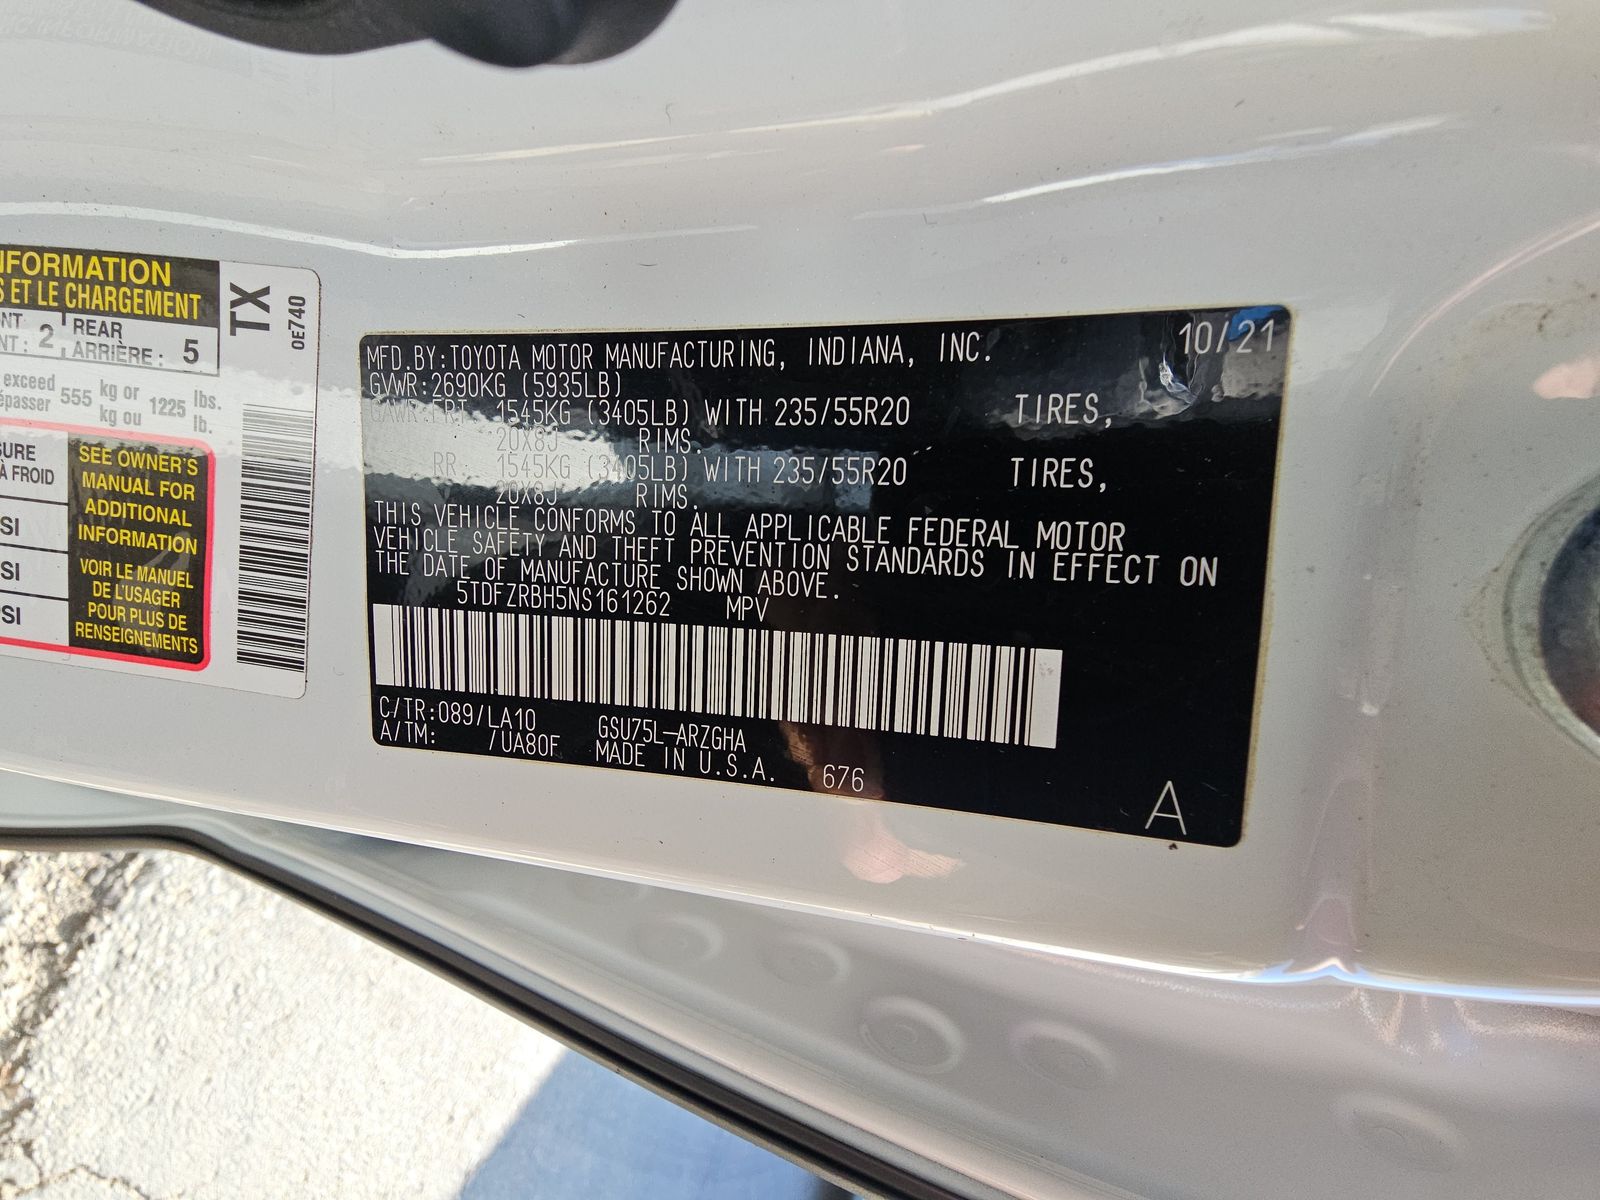 NFORMATION
S ET LE CHARGEMENT
TX
0E740
NT : 2
REAR
ARRIÈRE : 5
exceed
épasser 555 kg or
kg ou 1225 lbs.
lb.
SURE
À FROID
SI
SI
PSI
SEE OWNER'S
MANUAL FOR
ADDITIONAL
INFORMATION
VOIR LE MANUEL
DE L'USAGER
POUR PLUS DE
RENSEIGNEMENTS
MFD.BY:TOYOTA MOTOR MANUFACTURING, INDIANA, INC. 10/21
GVWR:2690KG (5935LB)
GAWR:FRT 1545KG (3405LB) WITH 235/55R20 TIRES,
20X8J RIMS.
RR 1545KG (3405LB) WITH 235/55R20 TIRES,
20X8J RIMS.
THIS VEHICLE CONFORMS TO ALL APPLICABLE FEDERAL MOTOR
VEHICLE SAFETY AND THEFT PREVENTION STANDARDS IN EFFECT ON
THE DATE OF MANUFACTURE SHOWN ABOVE.
5TDFZRBH5NS161262 MPV
C/TR:089/LA10 GSU75L-ARZGHA
A/TM: /UA80F MADE IN U.S.A. 676
A